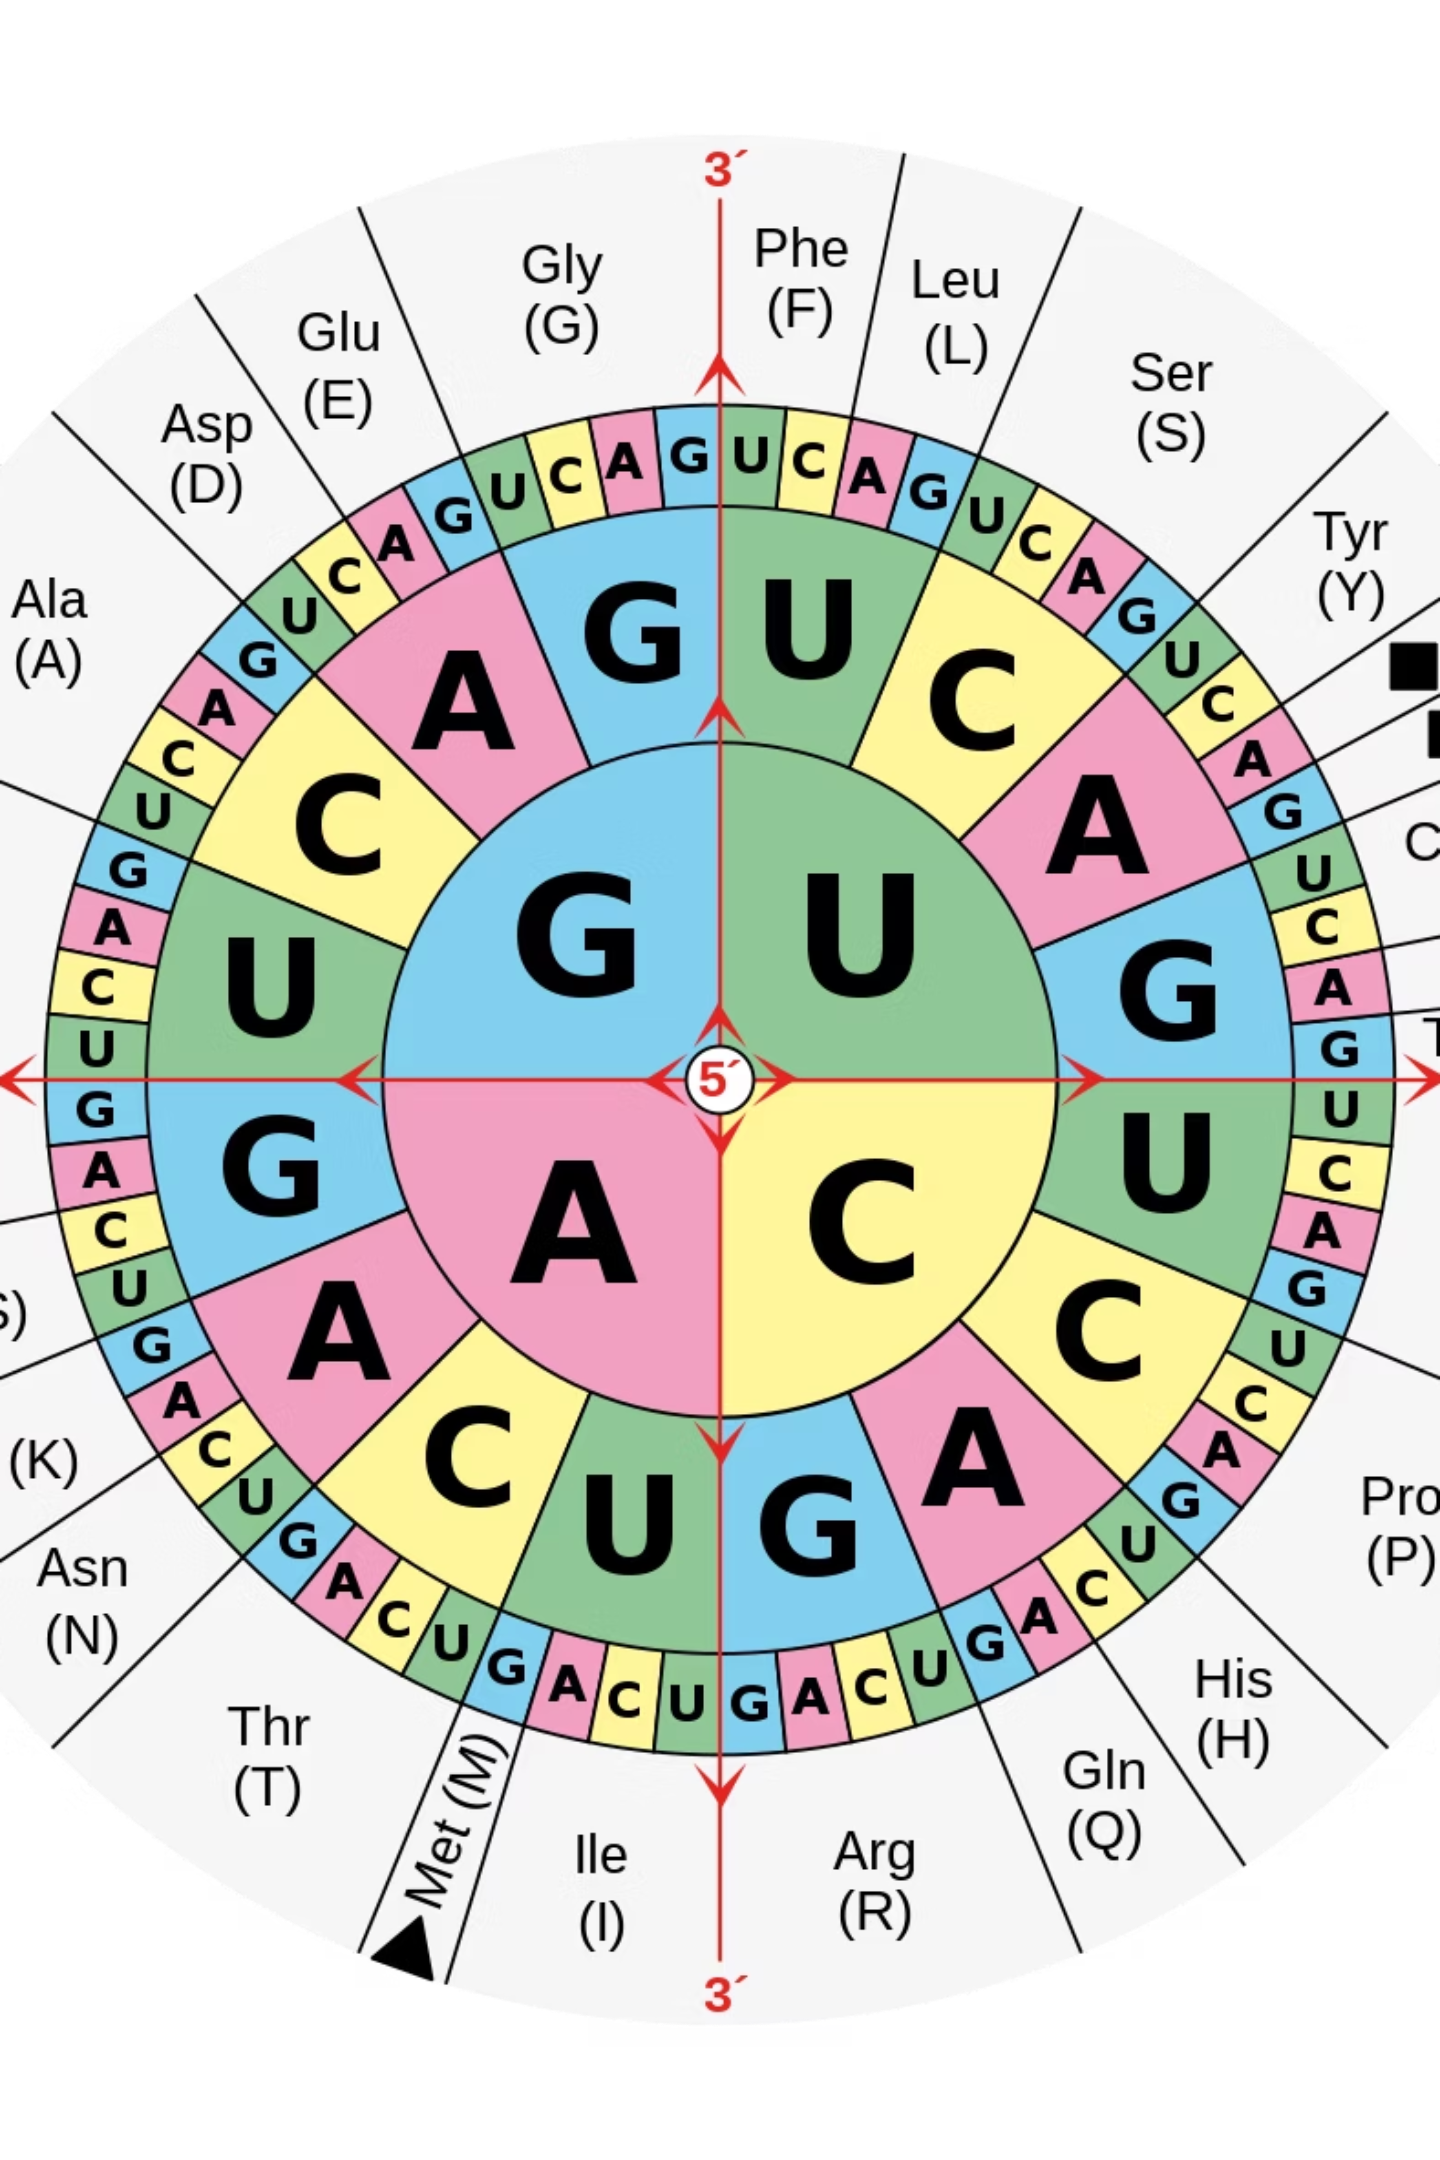 3´
Gly
(G)
Phe
(F)
Leu
(L)
Glu
(E)
Ser
(S)
Asp
(D)
Tyr
(Y)
Ala
(A)
C
T
Pro
(P)
His
(H)
Gln
(Q)
Arg
(R)
Ile
(I)
Met (M)
Thr
(T)
Asn
(N)
(K)
S)
U C A G U C A G U C A G U C A G
U C A G U C A G U C A G U C A G
G A C U G A C U G A C U G A C U
G A C U G A C U G A C U G A C U
G U C A G
U C A G
A C U G
U C A
G U
A C
5´
3´